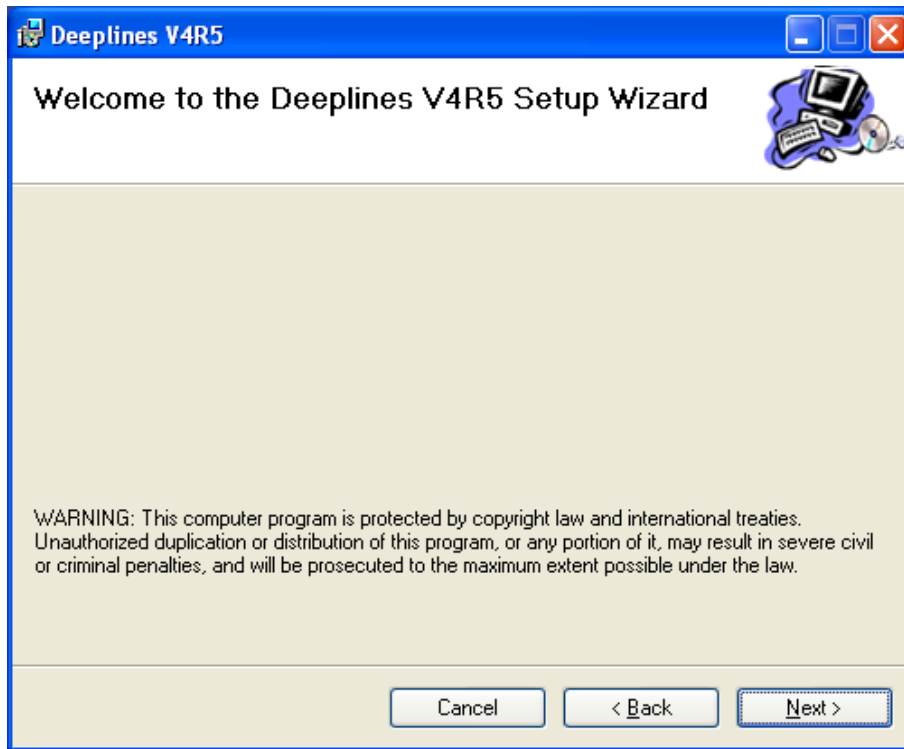 Deeplines V4R5
Welcome to the Deeplines V4R5 Setup Wizard
WARNING: This computer program is protected by copyright law and international treaties.
Unauthorized duplication or distribution of this program, or any portion of it, may result in severe civil
or criminal penalties, and will be prosecuted to the maximum extent possible under the law.
Cancel
< Back
Next >